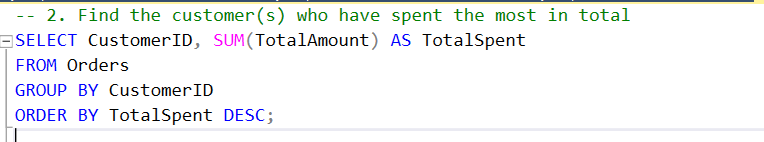 -- 2. Find the customer(s) who have spent the most in total
SELECT CustomerID, SUM(TotalAmount) AS TotalSpent
FROM Orders
GROUP BY CustomerID
ORDER BY TotalSpent DESC;